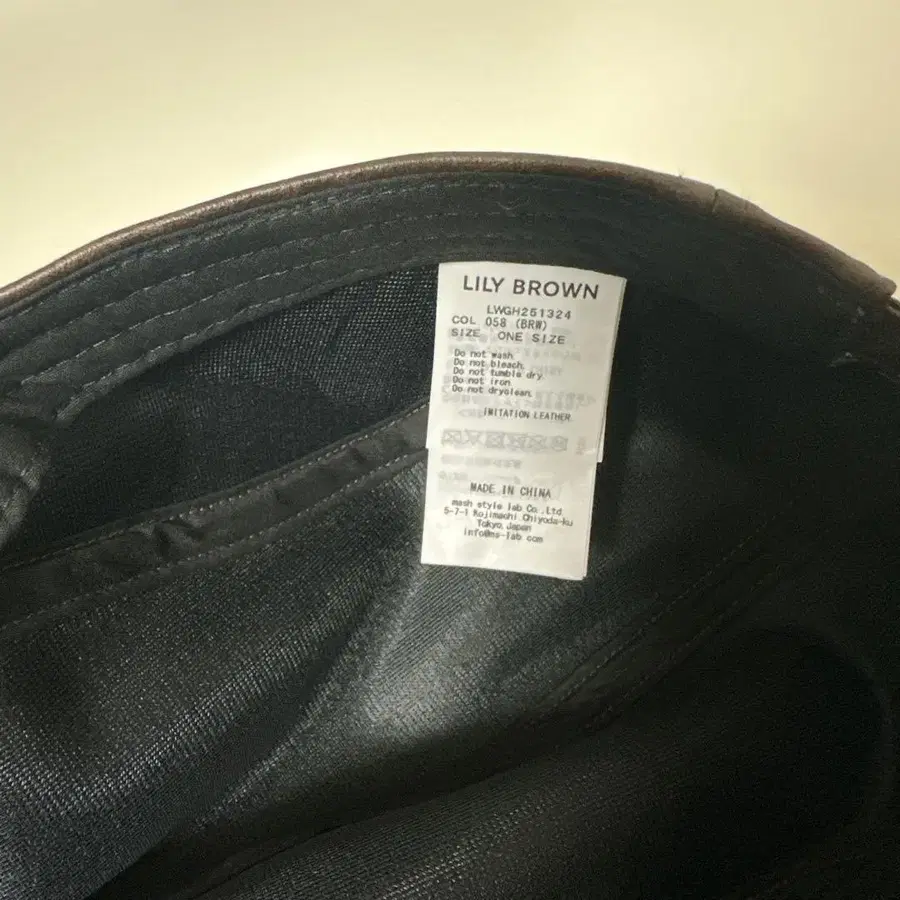 LILY BROWN
LWGH251324
COL 058 (BRW)
SIZE ONE SIZE
Do not wash.
Do not bleach.
Do not tumble dry.
Do not iron
Do not dryclean.
IMITATION LEATHER.
MADE IN CHINA
mash style lab Co.,Ltd
5-7-1 Kojimachi Chiyoda-ku
Tokyo,Japan
info@ms-lab com